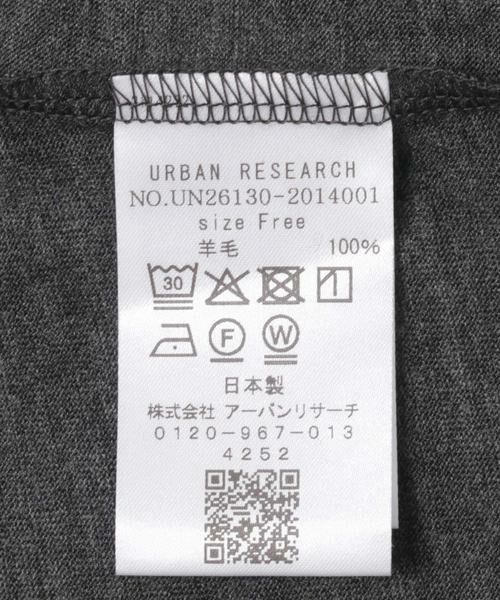 URBAN RESEARCH
NO.UN26130-2014001
size Free
羊毛 100%
30
F W
日本製
株式会社 アーバンリサーチ
0120-967-013
4252